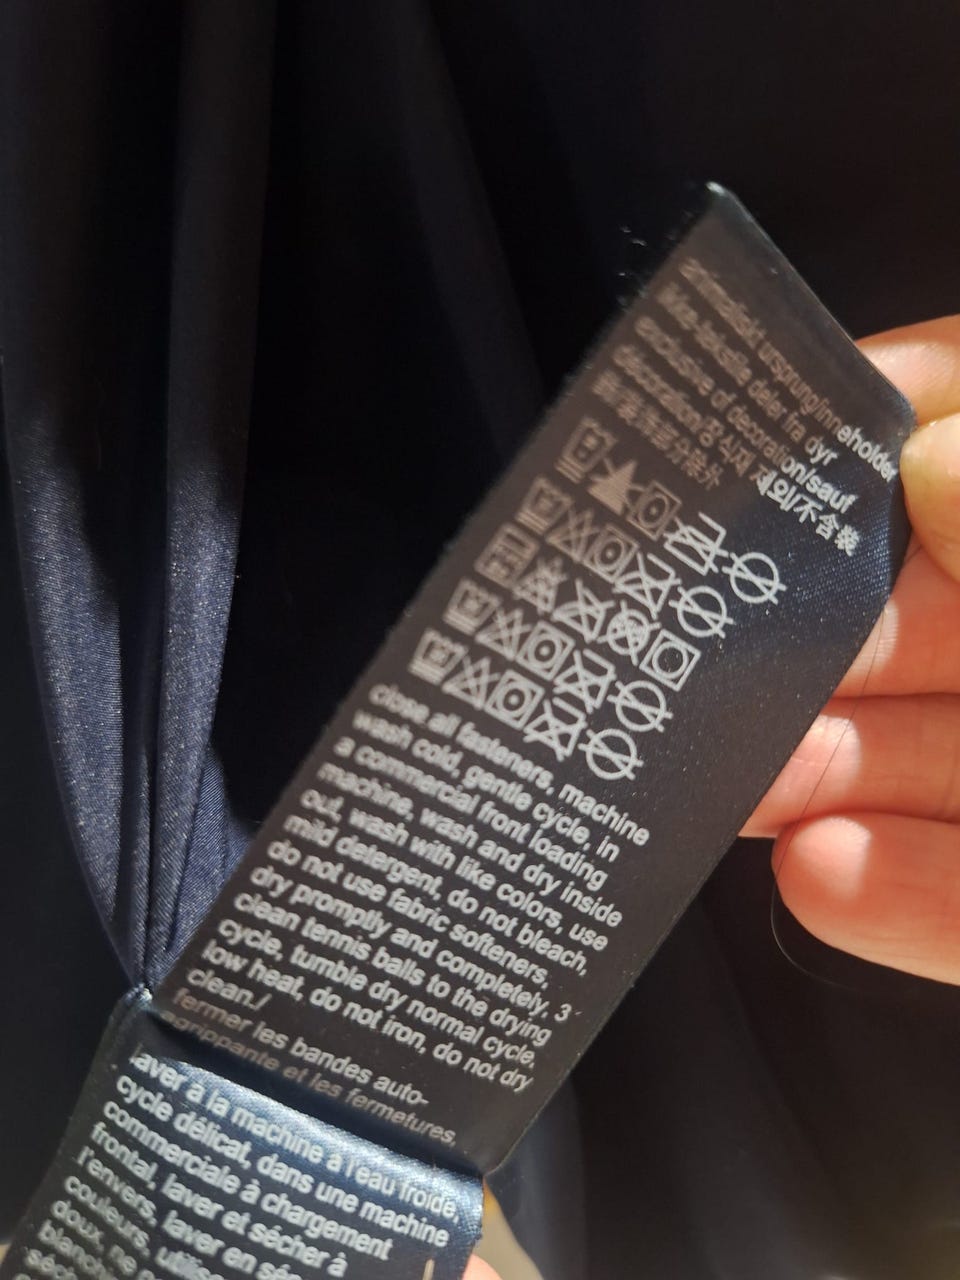 animalskt ursprung/inneholder
ikke-tekstile deler fra dyr
exclusive of decoration/sauf
décoration/장식재 제외/不含裝
close all fasteners, machine
wash cold, gentle cycle, in
a commercial front loading
machine, wash and dry inside
out, wash with like colors, use
mild detergent, do not bleach,
do not use fabric softeners,
dry promptly and completely, 3
clean tennis balls to the drying
cycle, tumble dry normal cycle,
low heat, do not iron, do not dry
clean./
fermer les bandes auto-
agrippante et les fermetures,
laver à la machine à l'eau froide,
cycle délicat, dans une machine
commerciale à chargement
frontal, laver et sécher à
l'envers, laver en
couleurs,
doux, ne